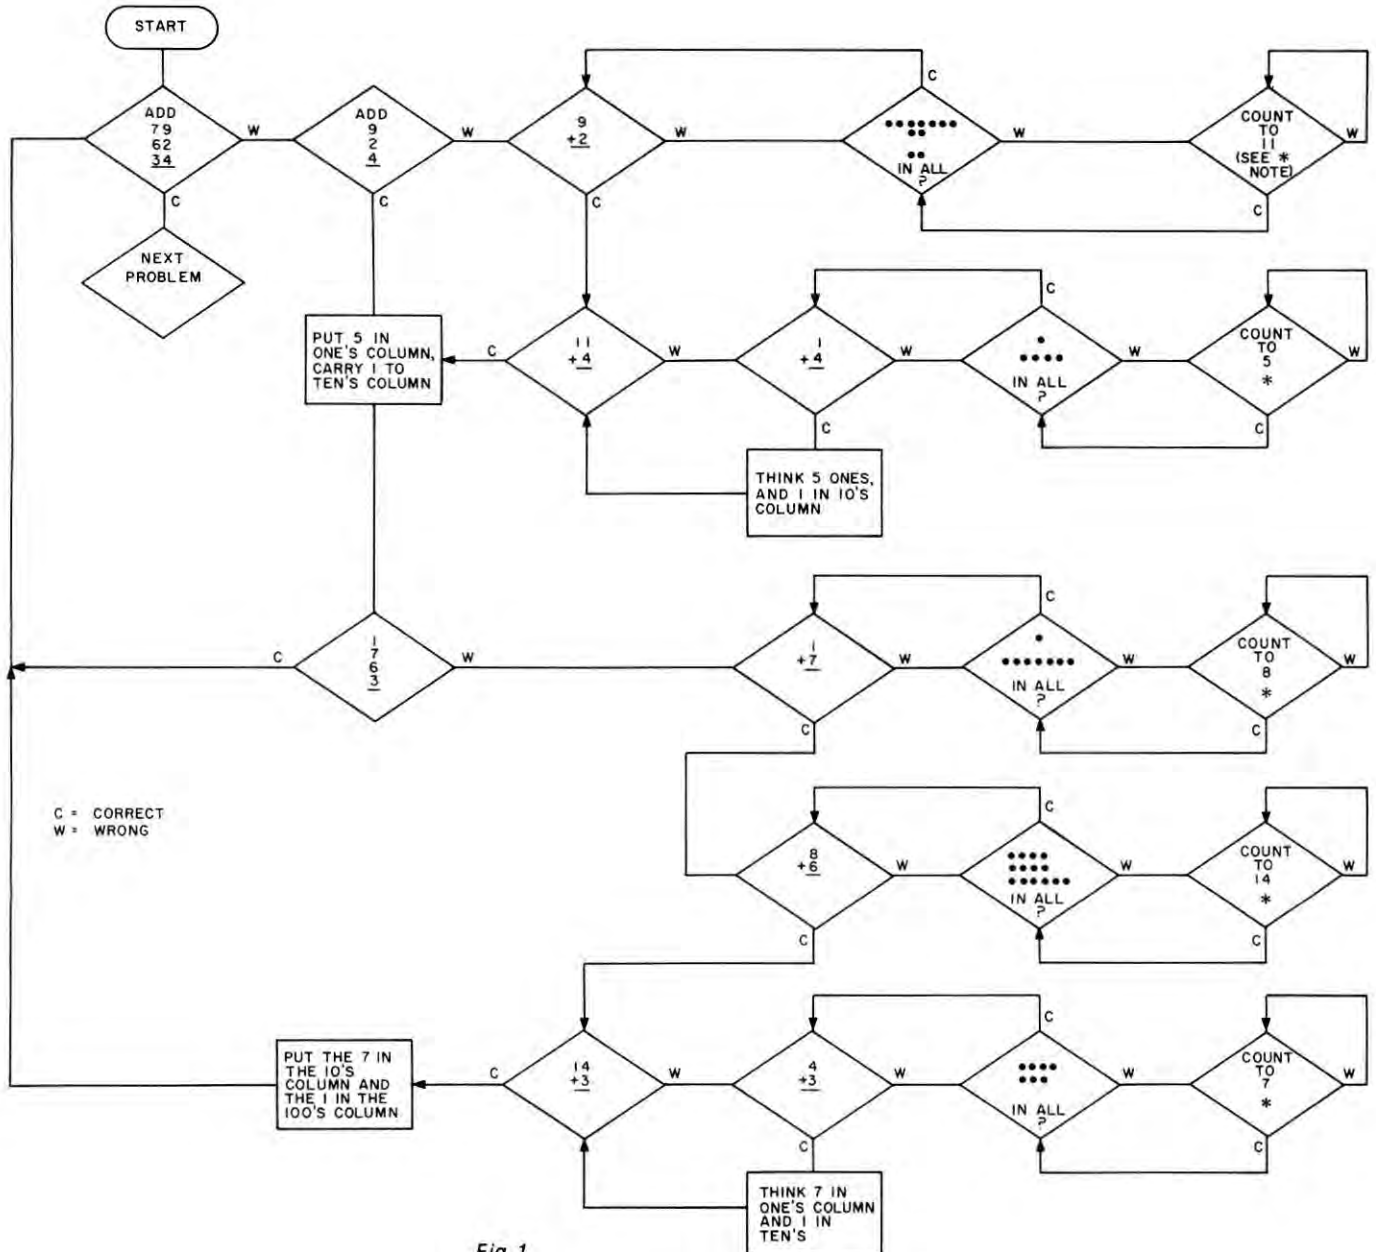 START
ADD
79
62
34
W
C
NEXT
PROBLEM
ADD
9
2
4
W
C
9
+2
W
C
C
IN ALL
?
W
COUNT
TO
11
(SEE *
NOTE)
W
C
PUT 5 IN
ONE'S COLUMN,
CARRY 1 TO
TEN'S COLUMN
C
11
+4
W
1
+4
W
C
C
IN ALL
?
W
COUNT
TO
5
*
W
C
THINK 5 ONES,
AND 1 IN 10'S
COLUMN
C
1
7
6
3
W
1
+7
W
C
C
IN ALL
?
W
COUNT
TO
8
*
W
C
C = CORRECT
W = WRONG
8
+6
W
C
C
IN ALL
?
W
COUNT
TO
14
*
W
C
PUT THE 7 IN
THE 10'S
COLUMN AND
THE 1 IN THE
100'S COLUMN
C
14
+3
W
4
+3
W
C
C
IN ALL
?
W
COUNT
TO
7
*
W
C
THINK 7 IN
ONE'S COLUMN
AND 1 IN
TEN'S
Fig. 1